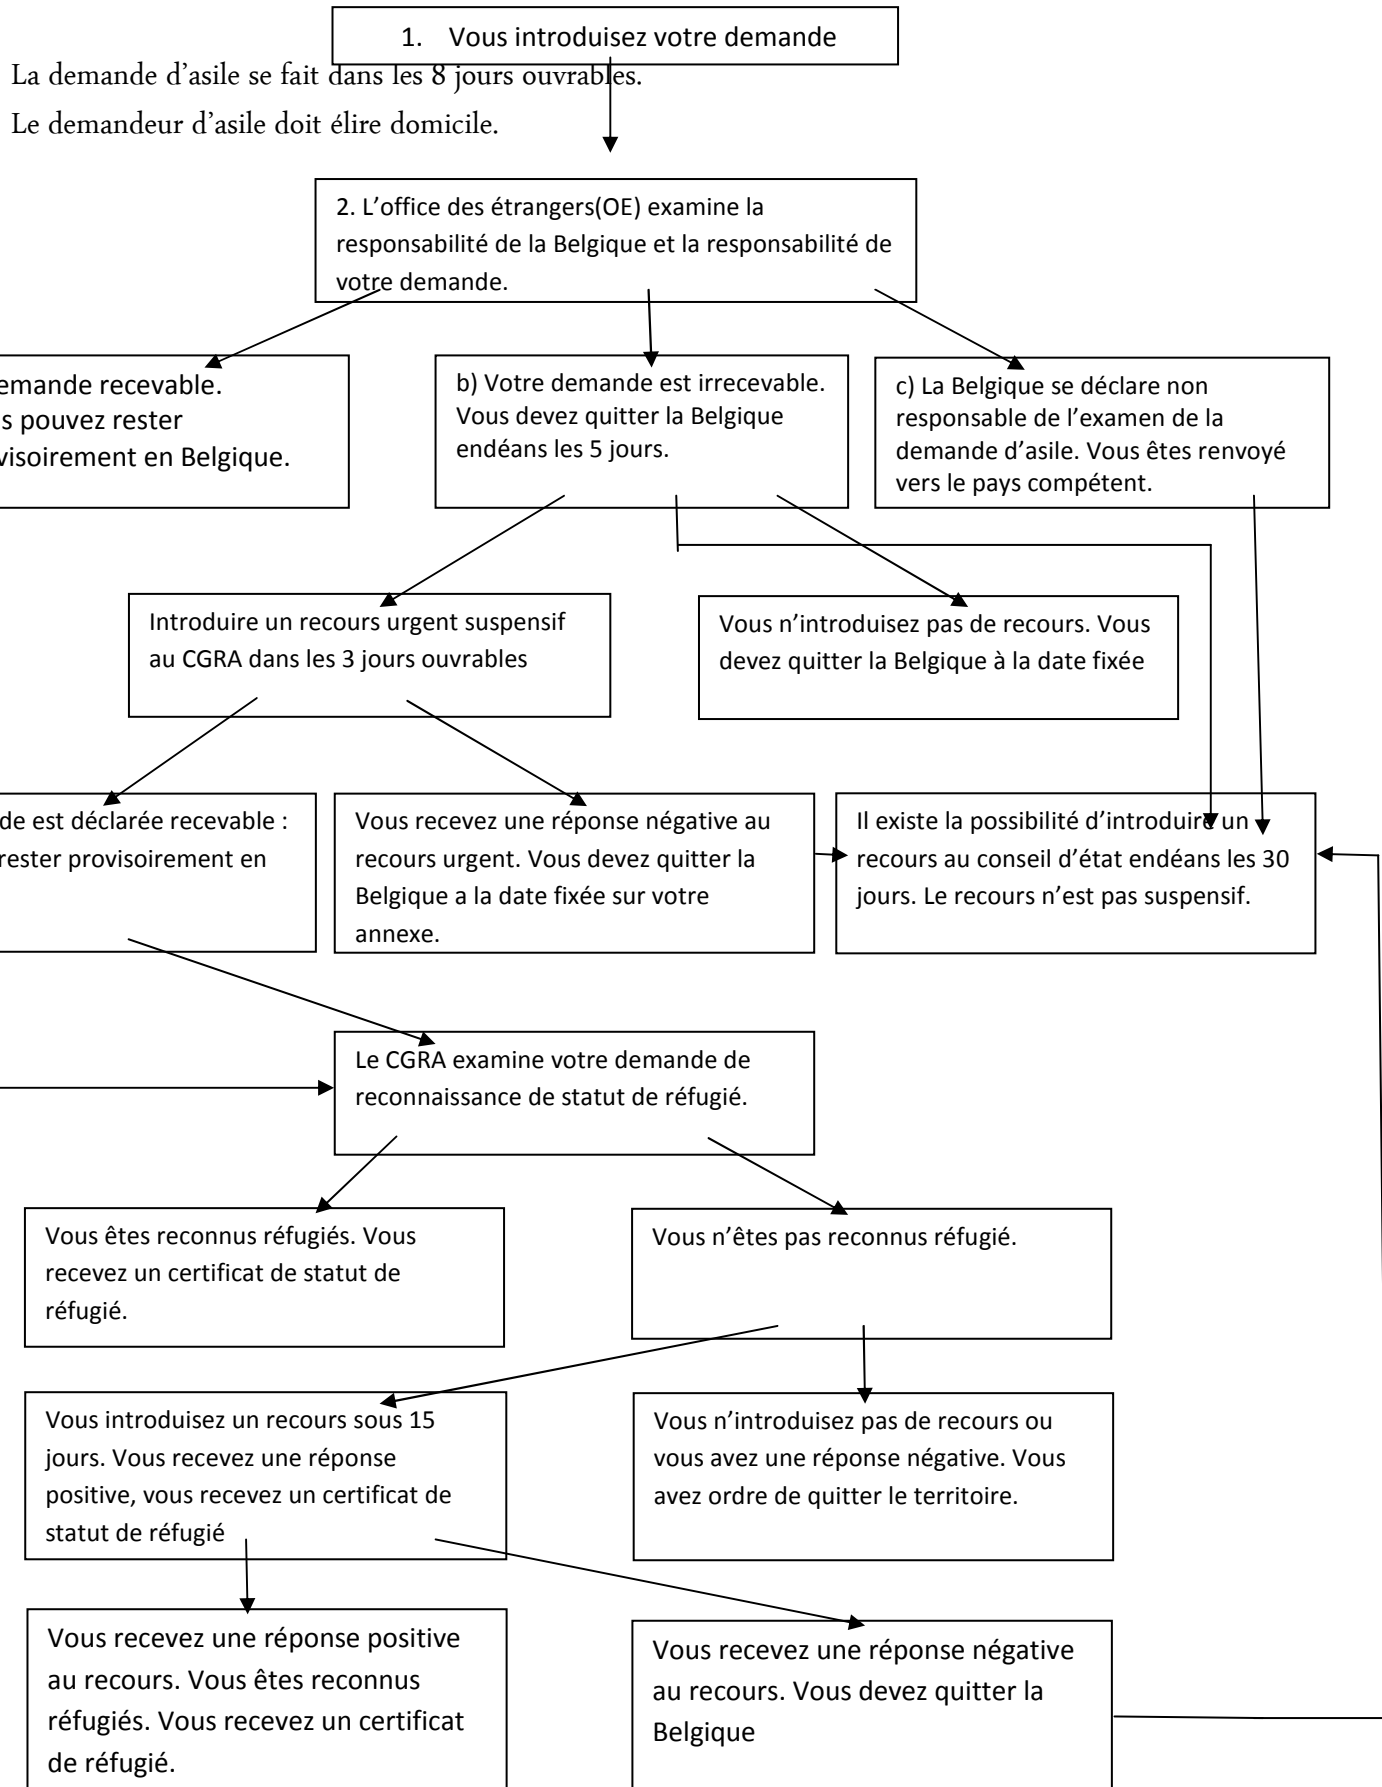 1. Vous introduisez votre demande
La demande d’asile se fait dans les 8 jours ouvrables.
Le demandeur d’asile doit élire domicile.
2. L’office des étrangers(OE) examine la
responsabilité de la Belgique et la responsabilité de
votre demande.
emande recevable.
s pouvez rester
visoirement en Belgique.
b) Votre demande est irrecevable.
Vous devez quitter la Belgique
endéans les 5 jours.
c) La Belgique se déclare non
responsable de l’examen de la
demande d’asile. Vous êtes renvoyé
vers le pays compétent.
Introduire un recours urgent suspensif
au CGRA dans les 3 jours ouvrables
Vous n’introduisez pas de recours. Vous
devez quitter la Belgique à la date fixée
de est déclarée recevable :
rester provisoirement en
Vous recevez une réponse négative au
recours urgent. Vous devez quitter la
Belgique a la date fixée sur votre
annexe.
Il existe la possibilité d’introduire un
recours au conseil d’état endéans les 30
jours. Le recours n’est pas suspensif.
Le CGRA examine votre demande de
reconnaissance de statut de réfugié.
Vous êtes reconnus réfugiés. Vous
recevez un certificat de statut de
réfugié.
Vous n’êtes pas reconnus réfugié.
Vous introduisez un recours sous 15
jours. Vous recevez une réponse
positive, vous recevez un certificat de
statut de réfugié
Vous n’introduisez pas de recours ou
vous avez une réponse négative. Vous
avez ordre de quitter le territoire.
Vous recevez une réponse positive
au recours. Vous êtes reconnus
réfugiés. Vous recevez un certificat
de réfugié.
Vous recevez une réponse négative
au recours. Vous devez quitter la
Belgique